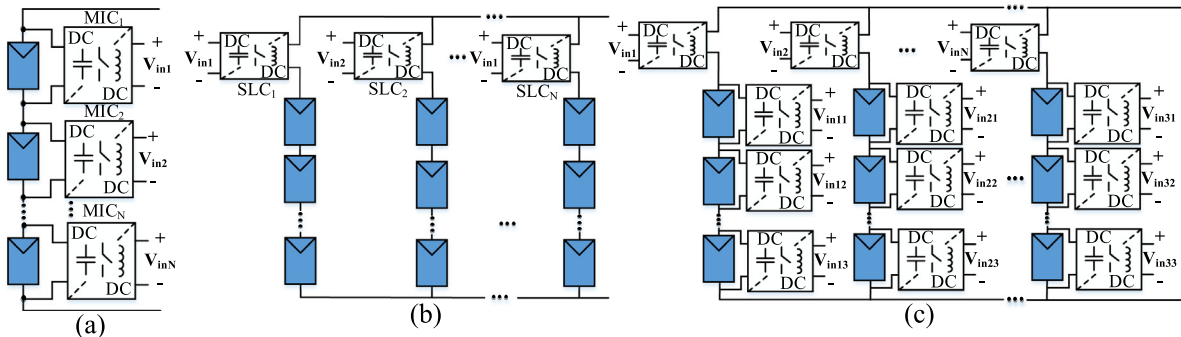 MIC1
DC
DC
+
Vin1
-
MIC2
DC
DC
+
Vin2
-
MICN
DC
DC
+
VinN
-
(a)
+
Vin1
-
DC
DC
SLC1
+
Vin2
-
DC
DC
SLC2
+
Vin1
-
DC
DC
SLCN
(b)
+
Vin1
-
DC
DC
+
Vin2
-
DC
DC
+
VinN
-
DC
DC
DC
DC
+
Vin11
-
DC
DC
+
Vin21
-
DC
DC
+
Vin31
-
DC
DC
+
Vin12
-
DC
DC
+
Vin22
-
DC
DC
+
Vin32
-
DC
DC
+
Vin13
-
DC
DC
+
Vin23
-
DC
DC
+
Vin33
-
(c)